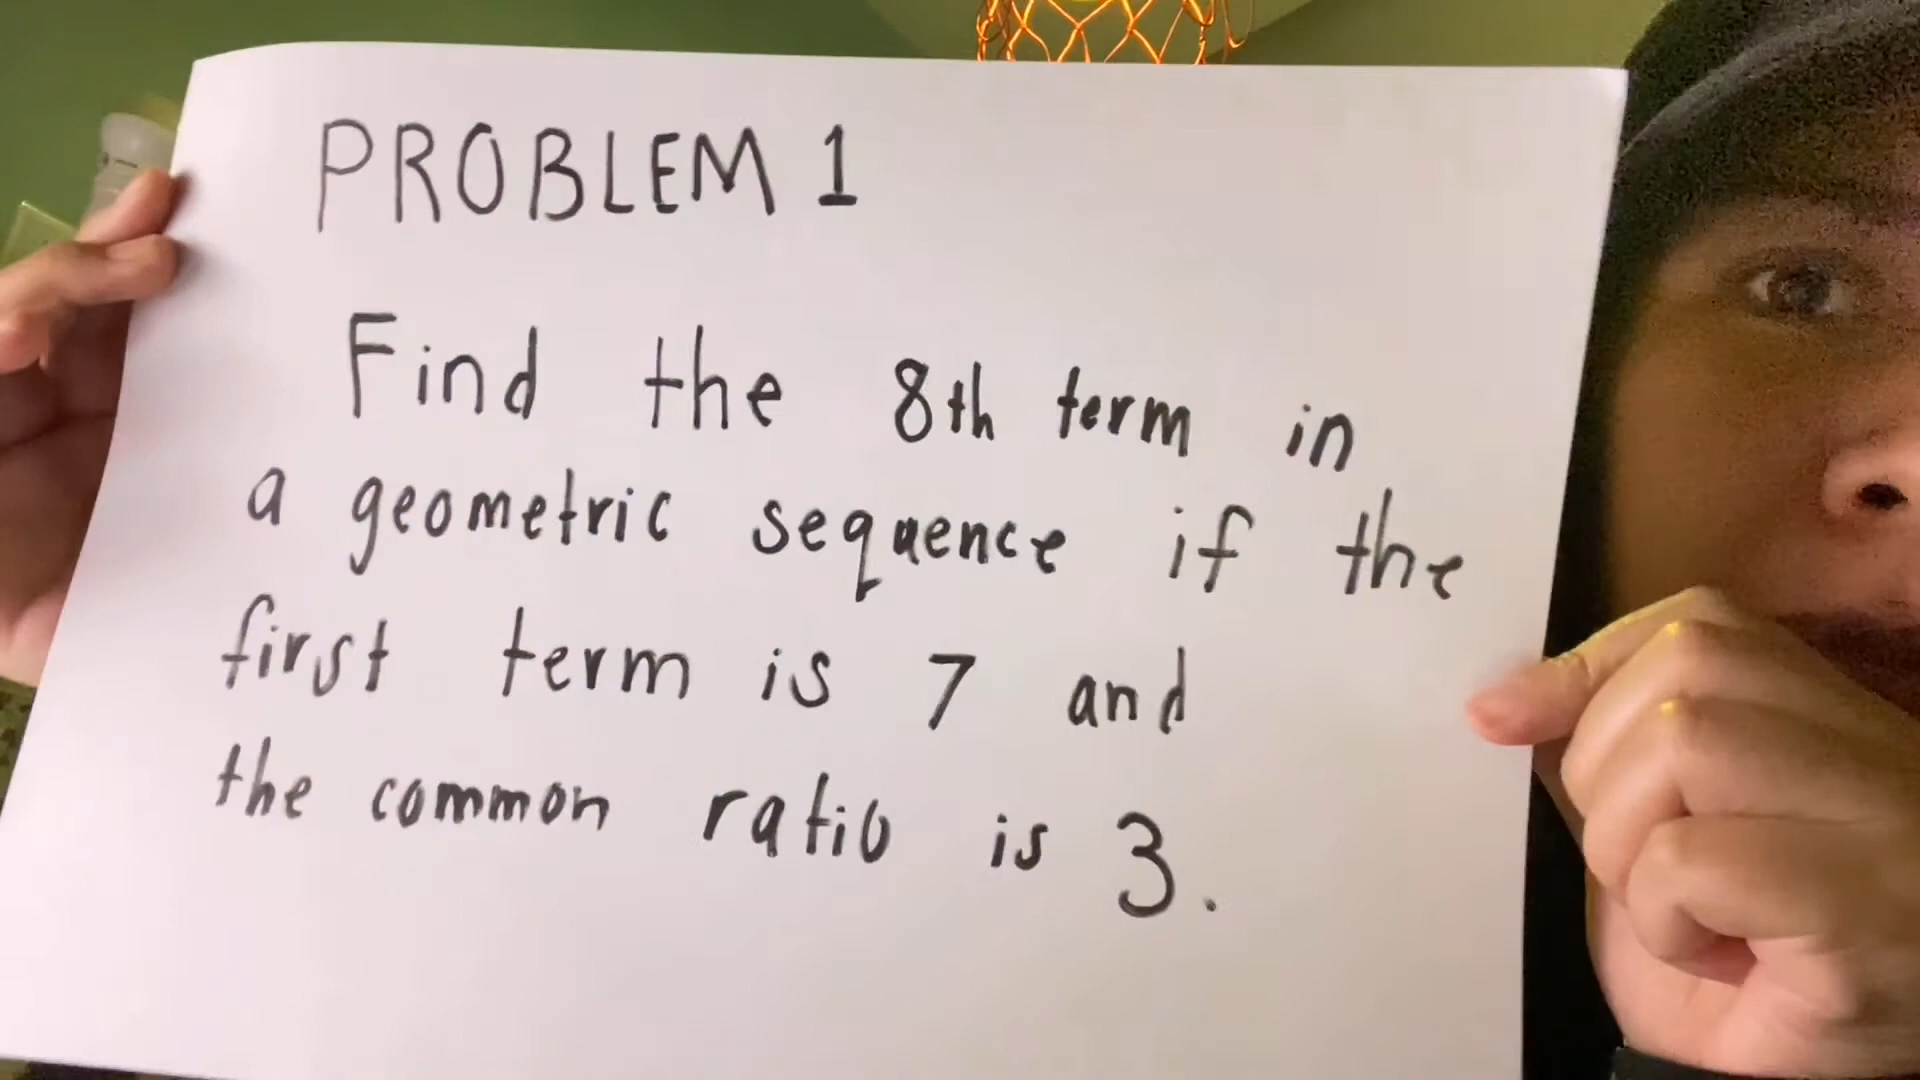 PROBLEM 1
Find the 8th term in
a geometric sequence if the
first term is 7 and
the common ratio is 3.